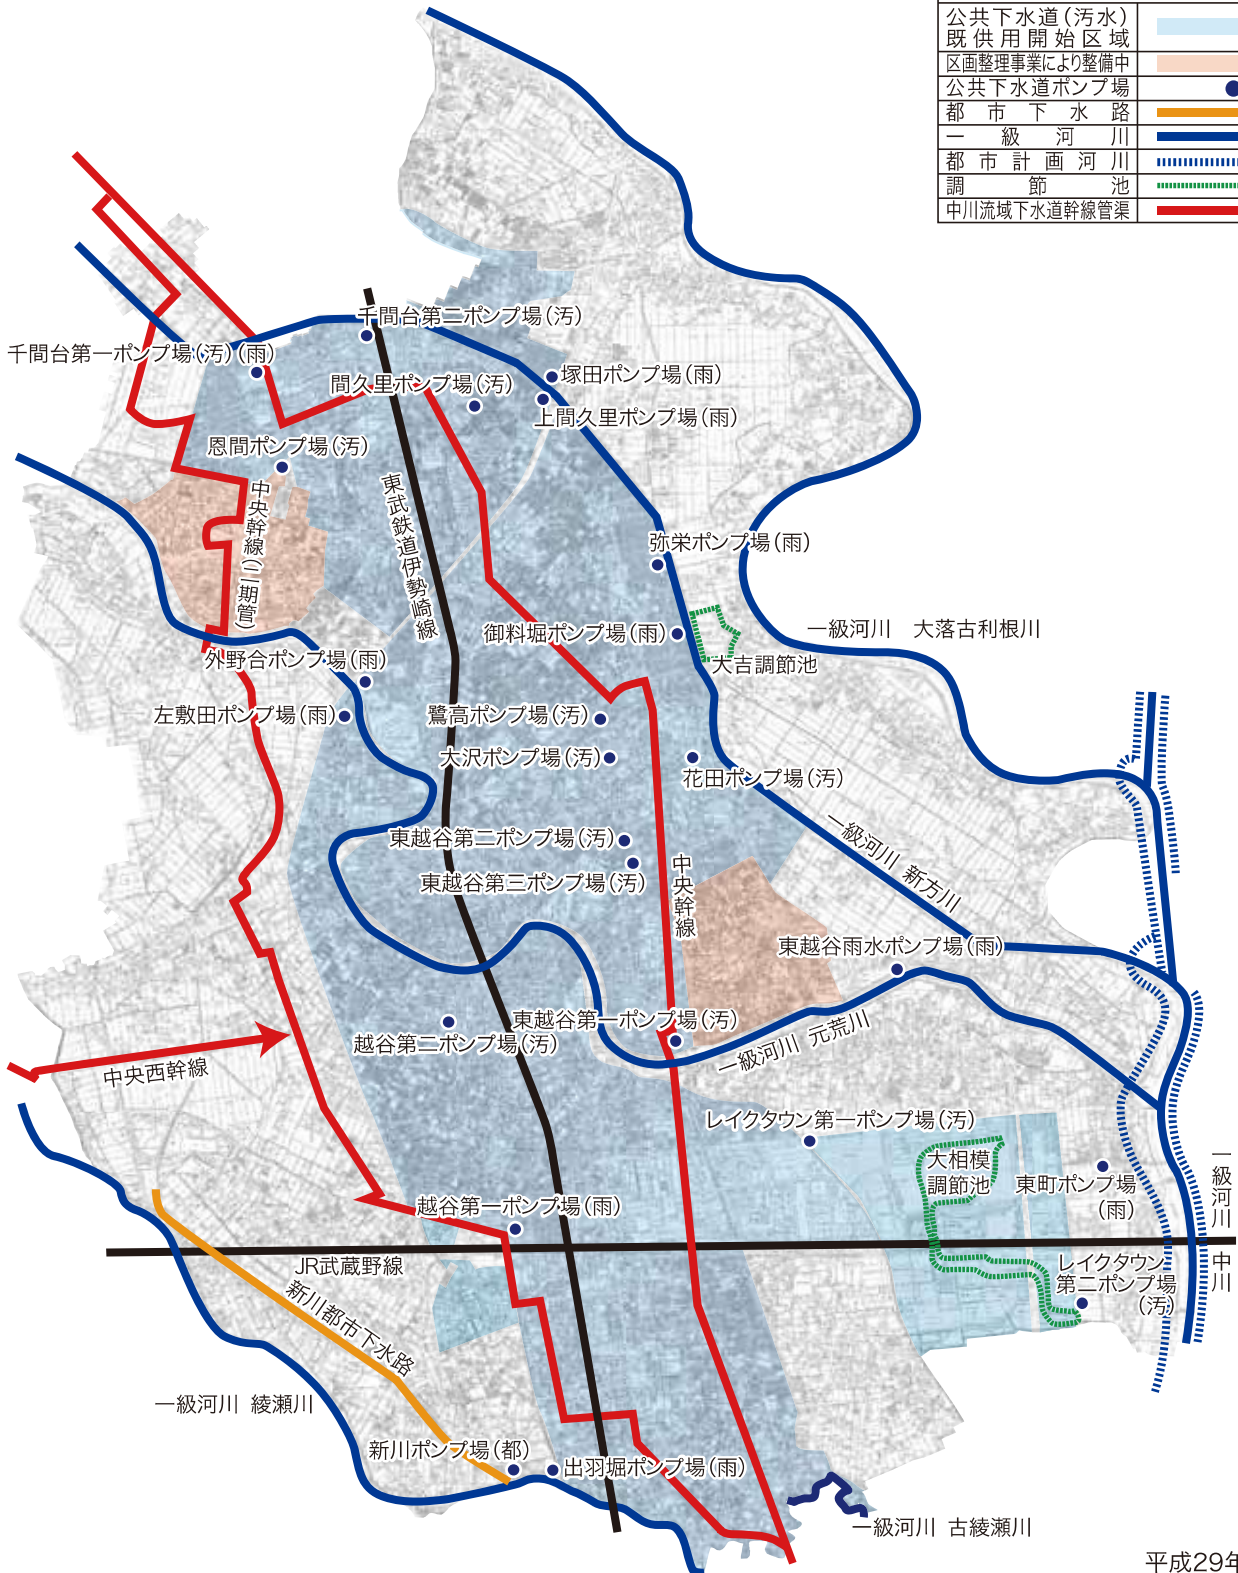 公共下水道(汚水)
既供用開始区域
区画整理事業により整備中
公共下水道ポンプ場
都市下水路
一級河川
都市計画河川
調節池
中川流域下水道幹線管渠
千間台第二ポンプ場(汚)
千間台第一ポンプ場(汚)(雨)
間久里ポンプ場(汚)
塚田ポンプ場(雨)
上間久里ポンプ場(雨)
恩間ポンプ場(汚)
中央幹線(二期管)
東武鉄道伊勢崎線
弥栄ポンプ場(雨)
御料堀ポンプ場(雨)
一級河川 大落古利根川
大吉調節池
外野合ポンプ場(雨)
左敷田ポンプ場(雨)
鷺高ポンプ場(汚)
大沢ポンプ場(汚)
花田ポンプ場(汚)
東越谷第二ポンプ場(汚)
一級河川 新方川
東越谷第三ポンプ場(汚)
中央幹線
東越谷雨水ポンプ場(雨)
東越谷第一ポンプ場(汚)
越谷第二ポンプ場(汚)
一級河川 元荒川
中央西幹線
レイクタウン第一ポンプ場(汚)
大相模
調節池
東町ポンプ場
(雨)
一級河川 中川
越谷第一ポンプ場(雨)
JR武蔵野線
レイクタウン
第二ポンプ場
(汚)
新川都市下水路
一級河川 綾瀬川
新川ポンプ場(都)
出羽堀ポンプ場(雨)
一級河川 古綾瀬川
平成29年